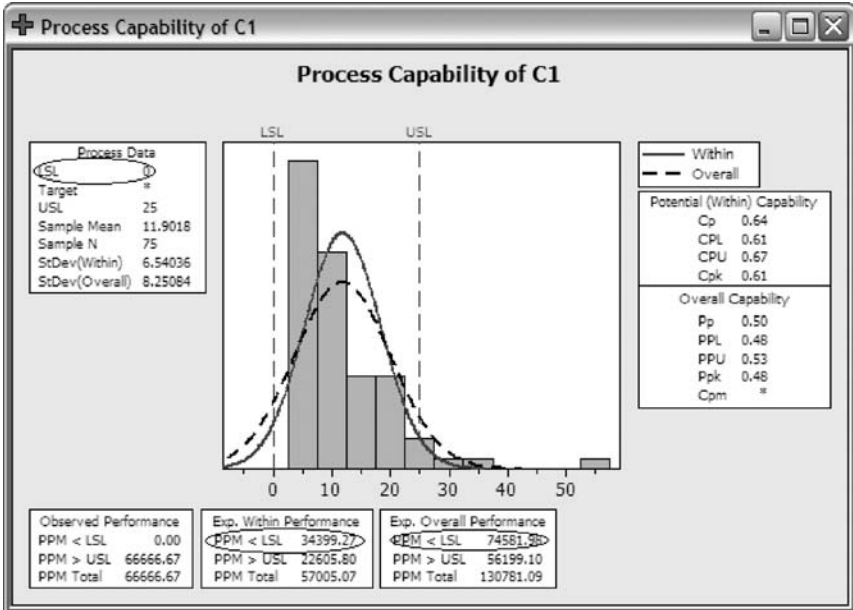 Process Capability of C1
Process Capability of C1
LSL USL
Process Data
LSL 0
Target *
USL 25
Sample Mean 11.9018
Sample N 75
StDev(Within) 6.54036
StDev(Overall) 8.25084
Within
Overall
Potential (Within) Capability
Cp 0.64
CPL 0.61
CPU 0.67
Cpk 0.61
Overall Capability
Pp 0.50
PPL 0.48
PPU 0.53
Ppk 0.48
Cpm *
0 10 20 30 40 50
Observed Performance
PPM < LSL 0.00
PPM > USL 66666.67
PPM Total 66666.67
Exp. Within Performance
PPM < LSL 34399.27
PPM > USL 22605.80
PPM Total 57005.07
Exp. Overall Performance
PPM < LSL 74581.98
PPM > USL 56199.10
PPM Total 130781.09